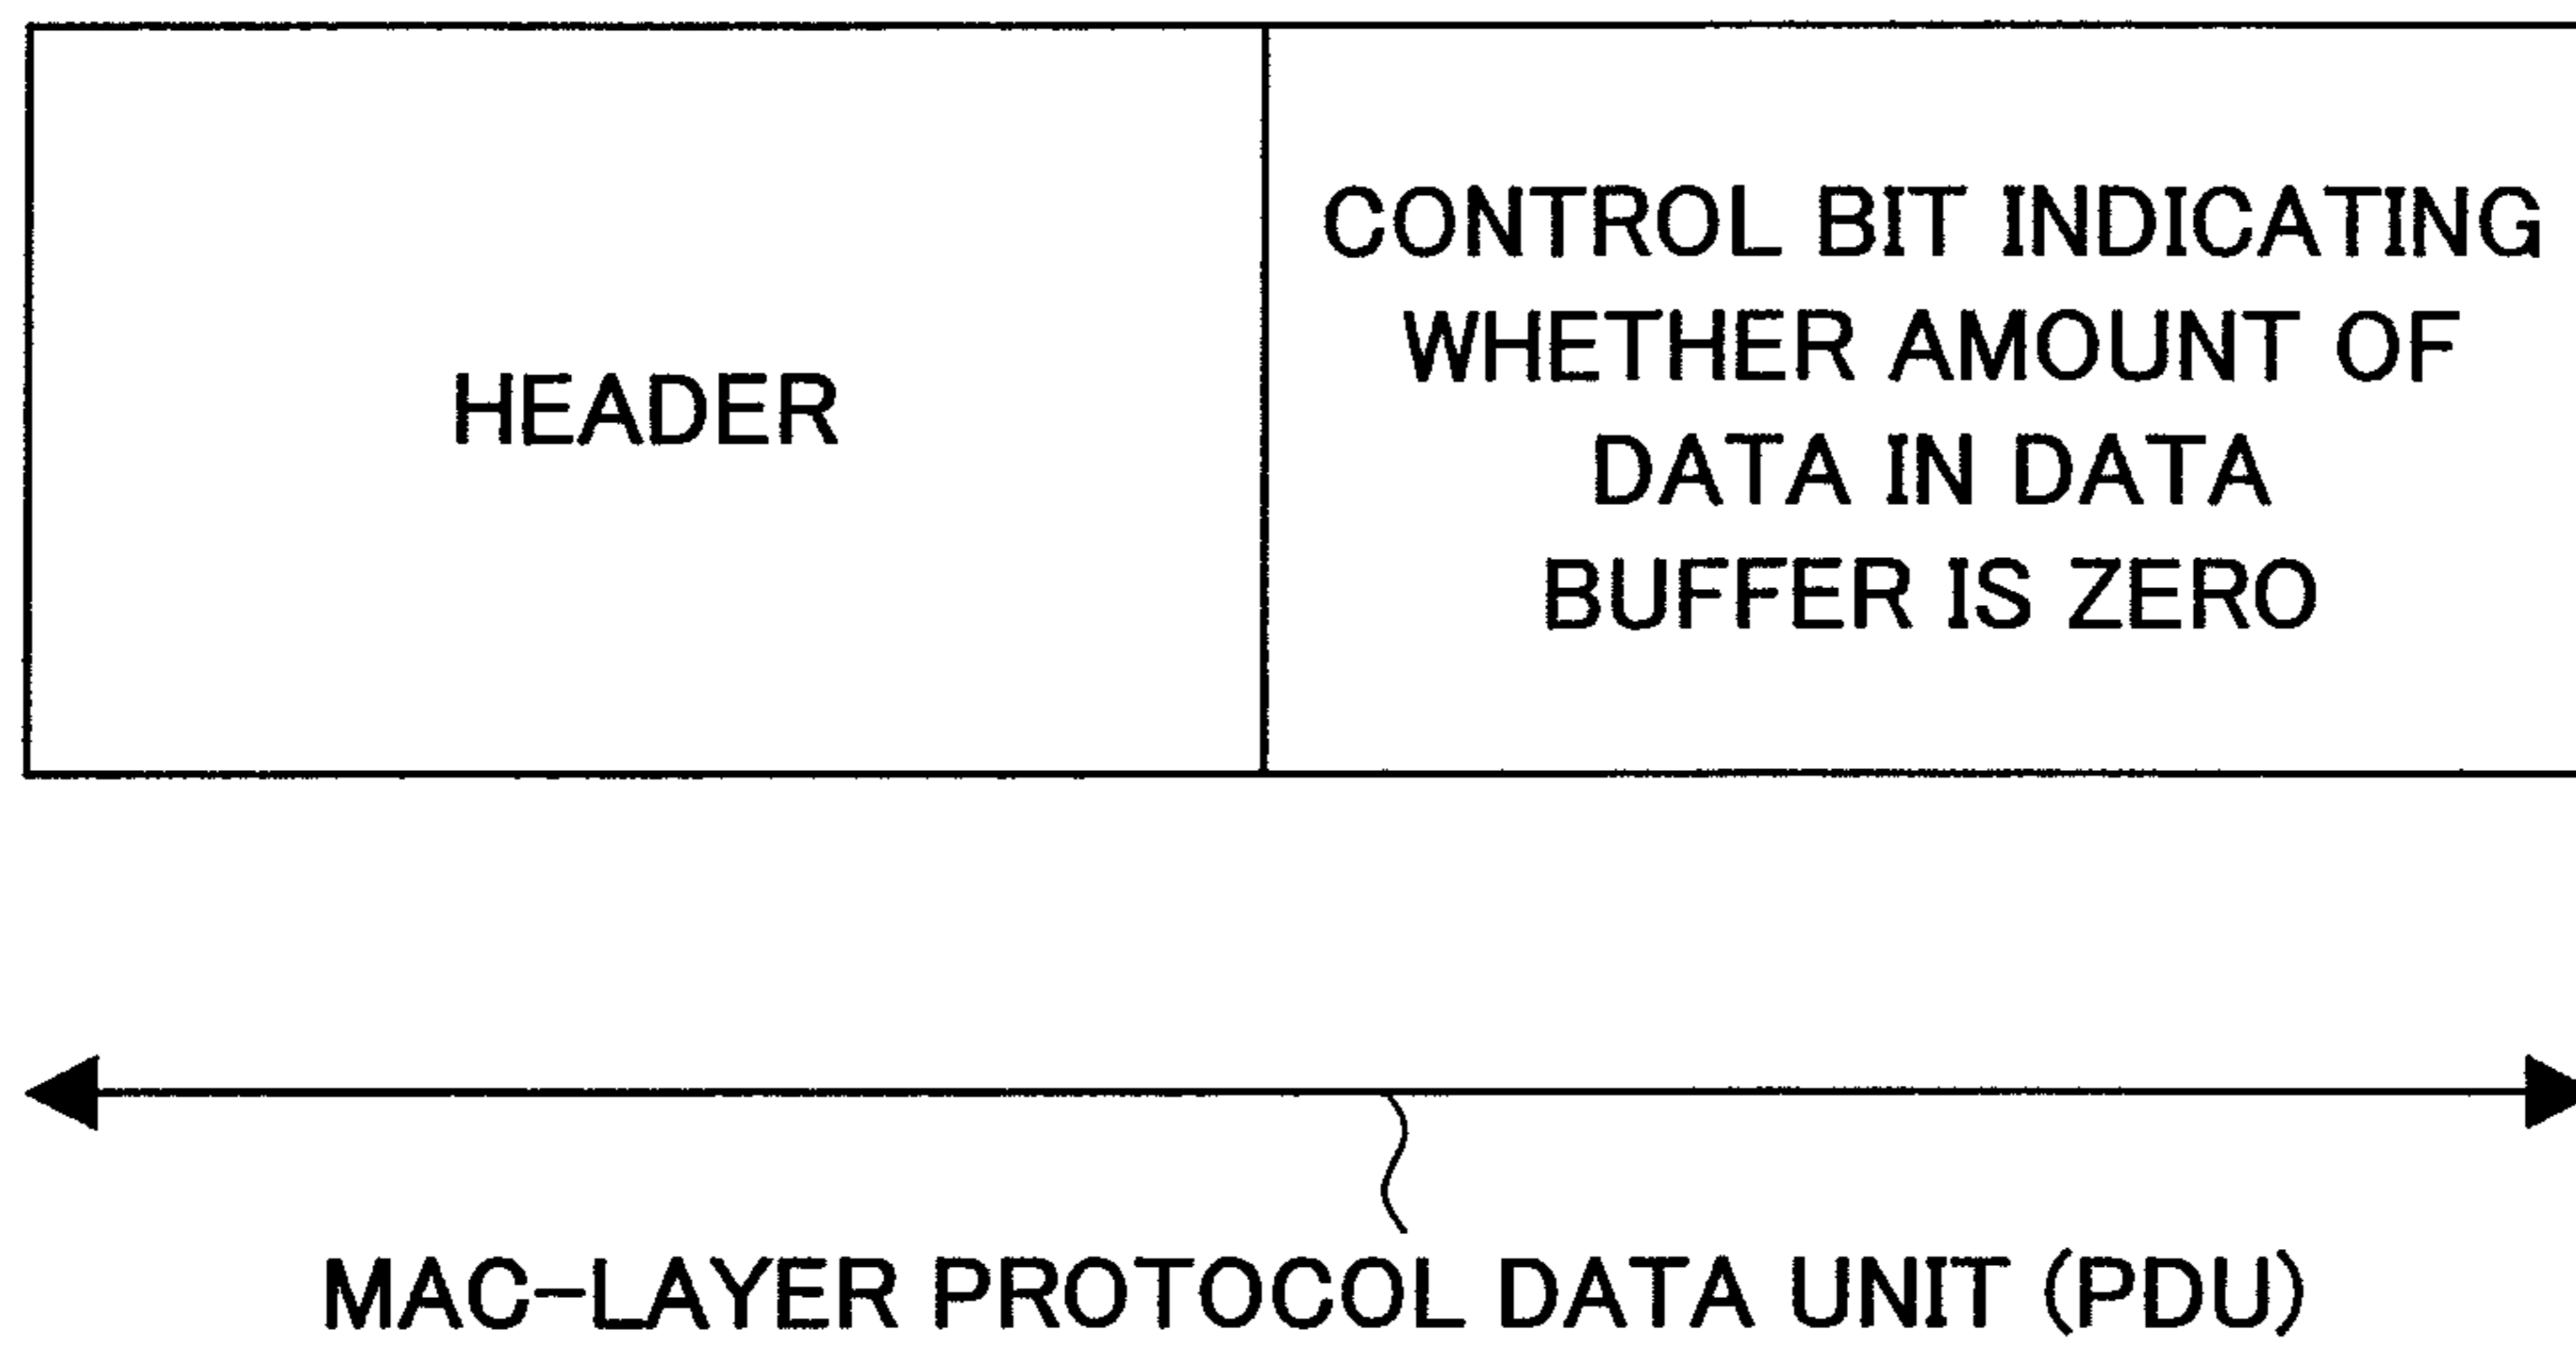 HEADER
CONTROL BIT INDICATING
WHETHER AMOUNT OF
DATA IN DATA
BUFFER IS ZERO
MAC-LAYER PROTOCOL DATA UNIT (PDU)